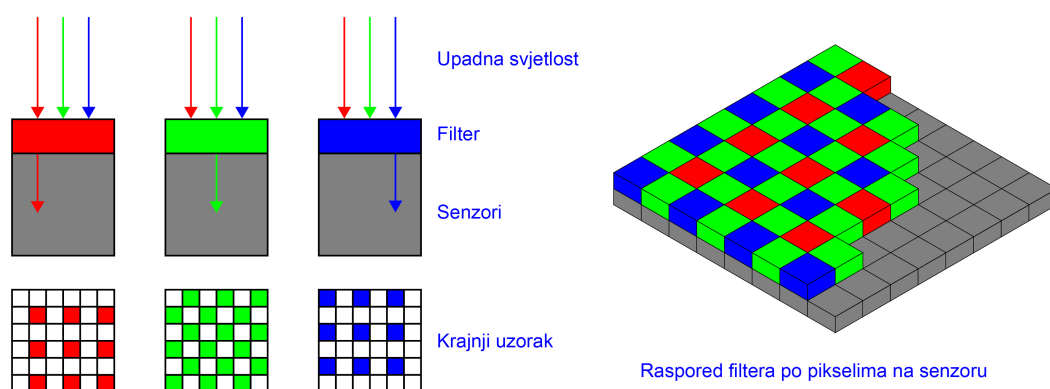 Upadna svjetlost
Filter
Senzori
Krajnji uzorak
Raspored filtera po pikselima na senzoru